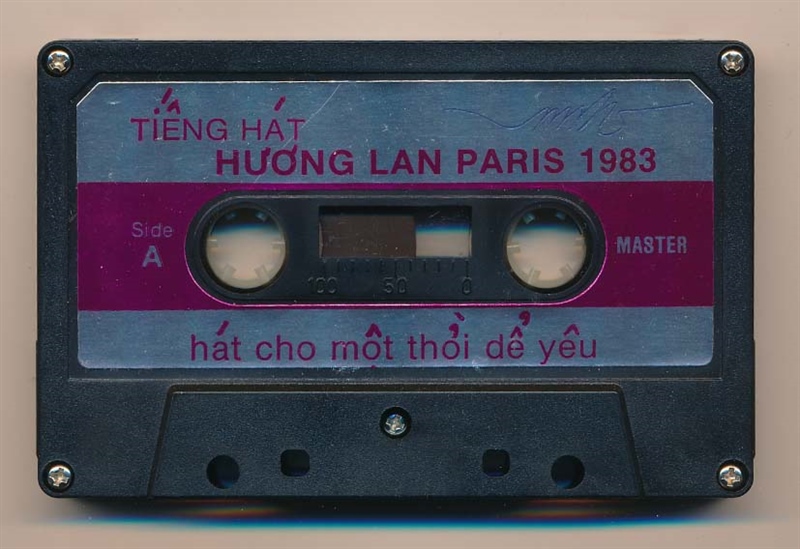 TIẾNG HÁT
HƯƠNG LAN PARIS 1983
Side
A
MASTER
100 50 0
hát cho một thời để yêu